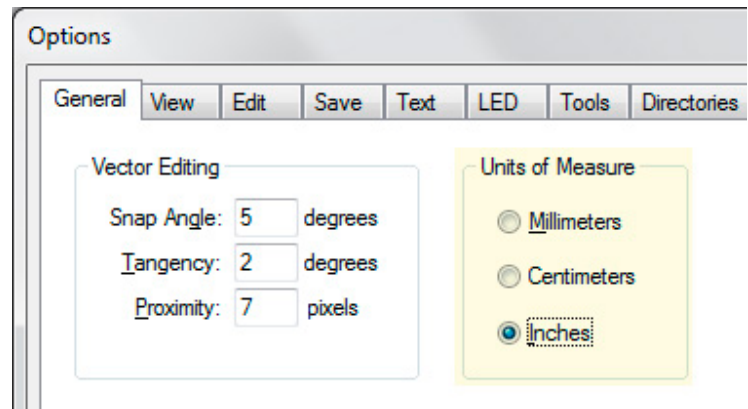 Options
General View Edit Save Text LED Tools Directories
Vector Editing
Snap Angle: 5 degrees
Tangency: 2 degrees
Proximity: 7 pixels
Units of Measure
Millimeters
Centimeters
Inches